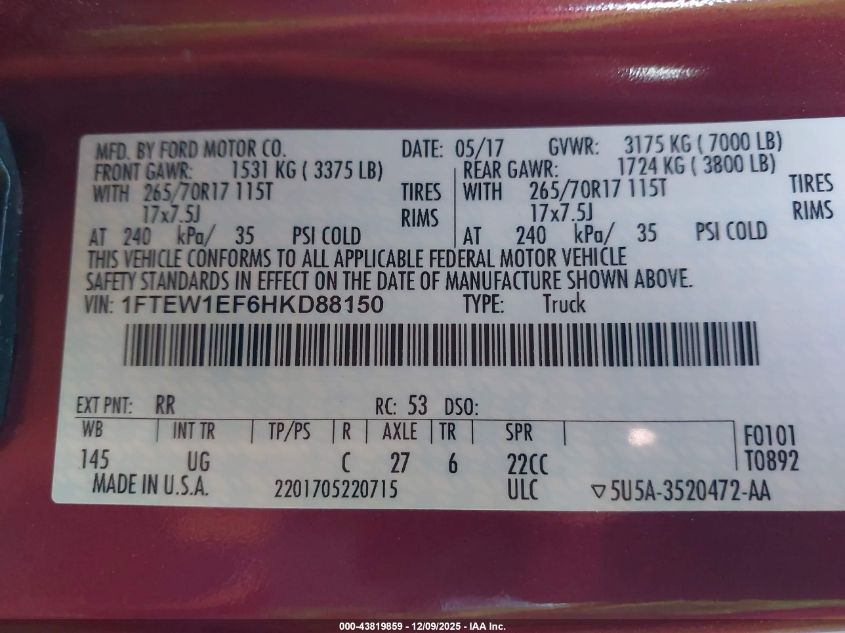 MFD. BY FORD MOTOR CO. DATE: 05/17 GVWR: 3175 KG ( 7000 LB)
FRONT GAWR: 1531 KG ( 3375 LB) REAR GAWR: 1724 KG ( 3800 LB)
WITH 265/70R17 115T TIRES WITH 265/70R17 115T TIRES
17x7.5J RIMS 17x7.5J RIMS
AT 240 kPa/ 35 PSI COLD AT 240 kPa/ 35 PSI COLD
THIS VEHICLE CONFORMS TO ALL APPLICABLE FEDERAL MOTOR VEHICLE
SAFETY STANDARDS IN EFFECT ON THE DATE OF MANUFACTURE SHOWN ABOVE.
VIN: 1FTEW1EF6HKD88150 TYPE: Truck
EXT PNT: RR RC: 53 DSO:
WB INT TR TP/PS R AXLE TR SPR F0101
145 UG C 27 6 22CC T0892
MADE IN U.S.A. 2201705220715 ULC ▽5U5A-3520472-AA
000-43819859 - 12/09/2025 - IAA Inc.